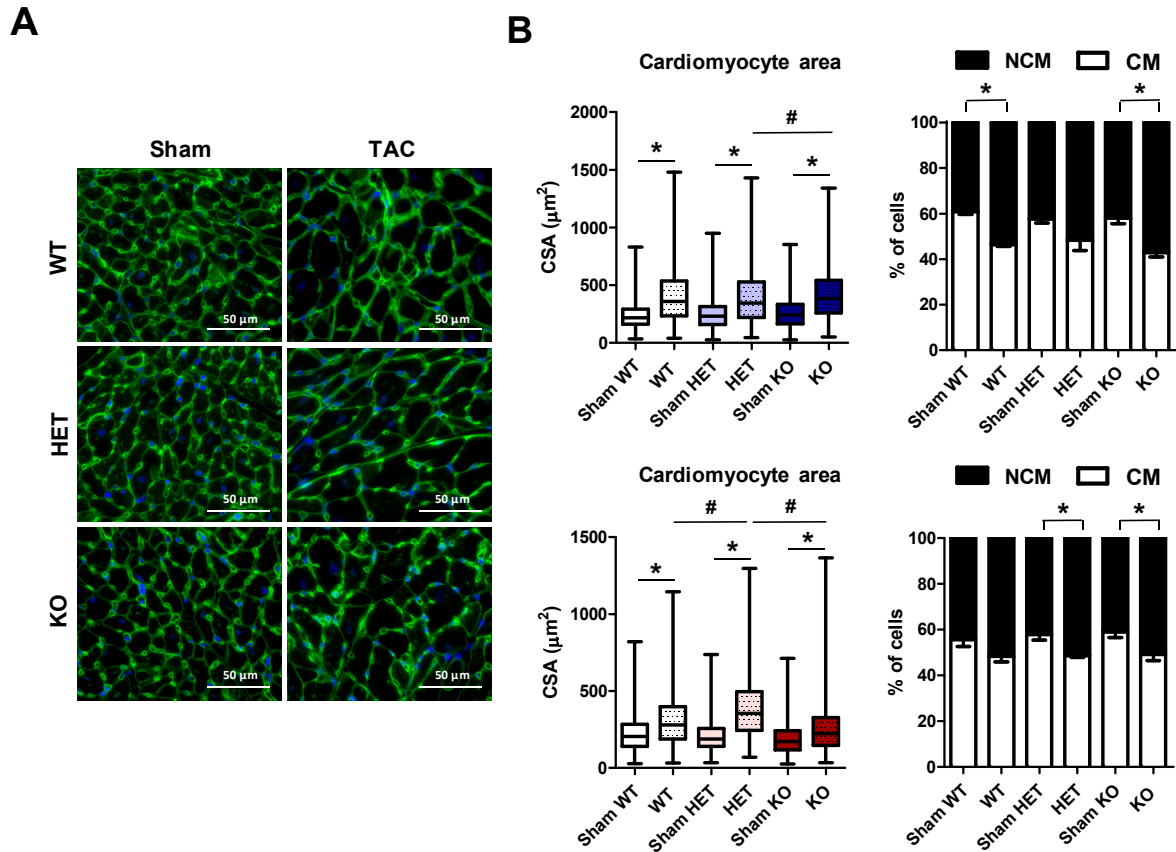 A
Sham
TAC
WT
50 µm
50 µm
HET
50 µm
50 µm
KO
50 µm
50 µm
B
Cardiomyocyte area
CSA (µm²)
2000
1500
1000
500
0
*
*
#
*
Sham WT
WT
Sham HET
HET
Sham KO
KO
NCM
CM
*
*
% of cells
100
80
60
40
20
0
Sham WT
WT
Sham HET
HET
Sham KO
KO
Cardiomyocyte area
CSA (µm²)
1500
1000
500
0
#
#
*
*
*
Sham WT
WT
Sham HET
HET
Sham KO
KO
NCM
CM
*
*
% of cells
100
80
60
40
20
0
Sham WT
WT
Sham HET
HET
Sham KO
KO